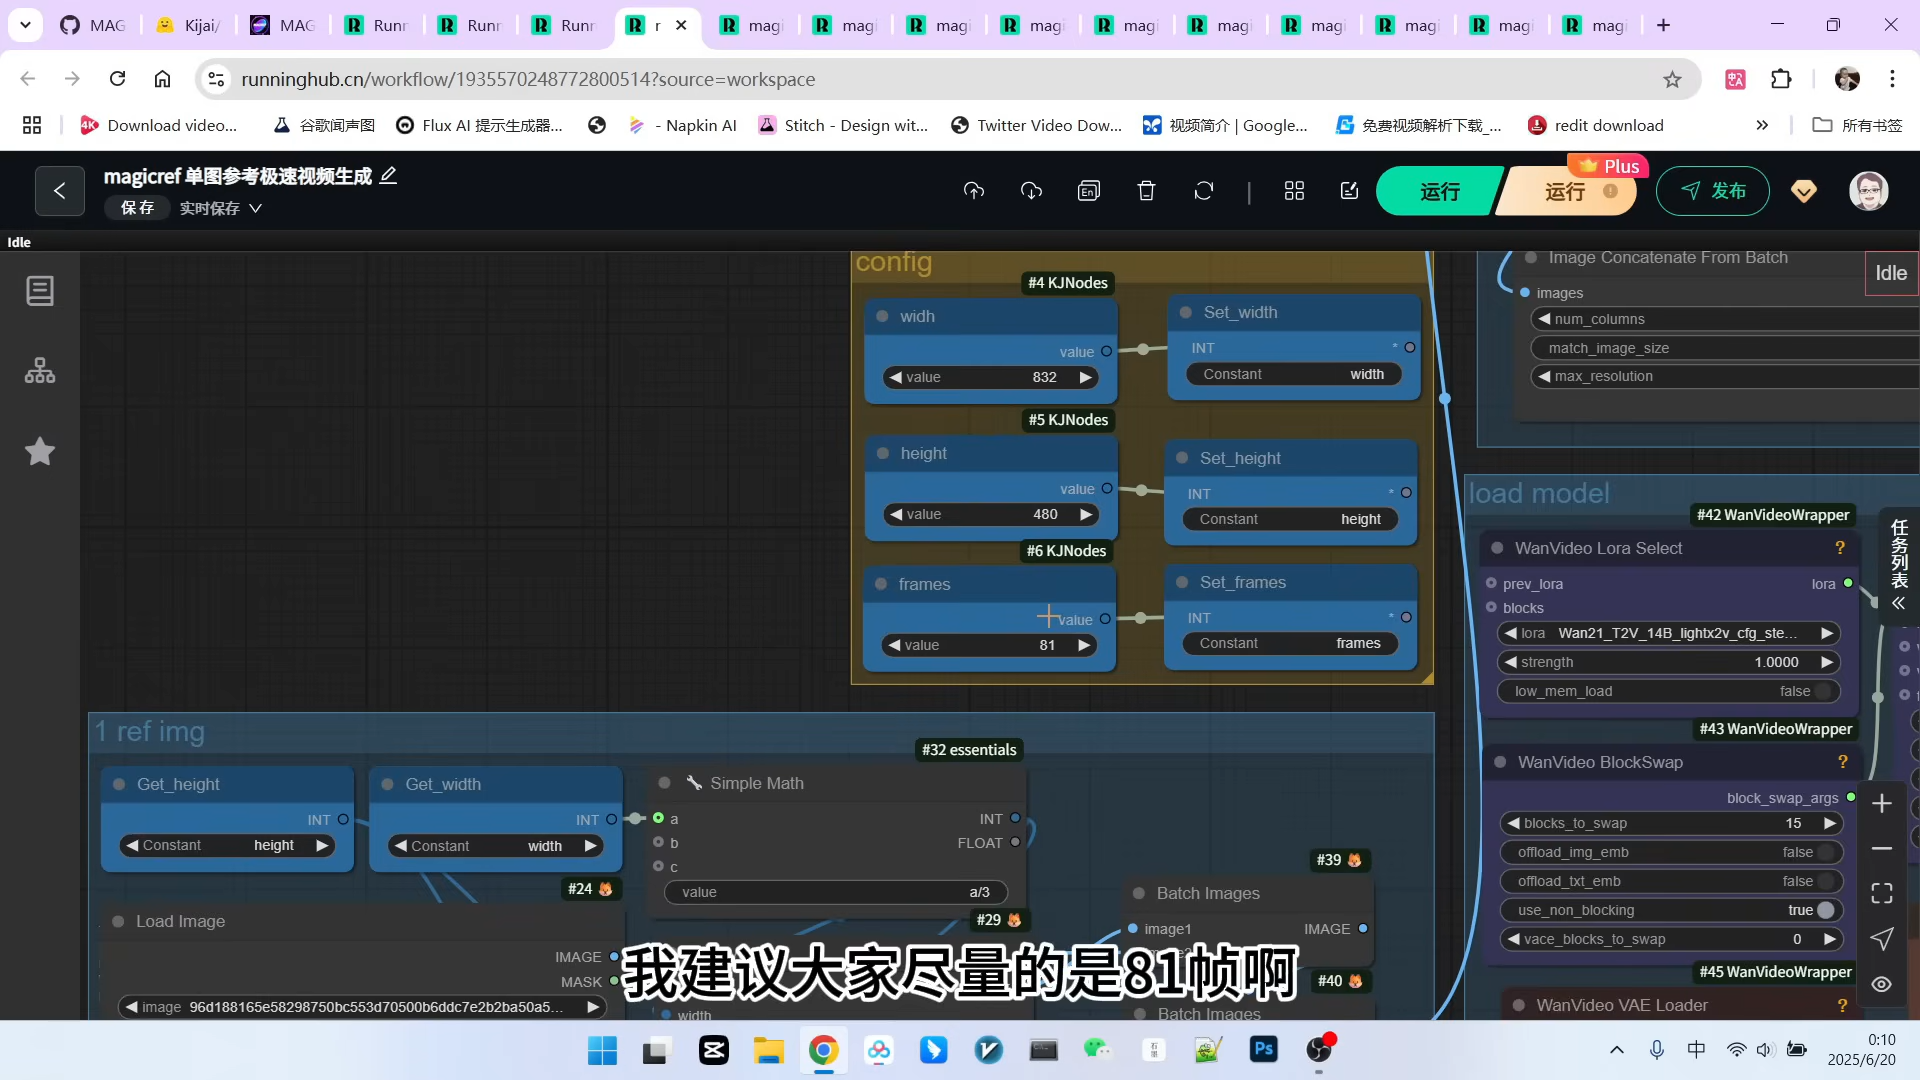 MAG
Kijai/
MAG
Runn
Runn
Runn
r
magi
magi
magi
magi
magi
magi
magi
magi
magi
magi
runninghub.cn/workflow/1935570248772800514?source=workspace
Download video...
谷歌闻声图
Flux AI 提示生成器...
- Napkin AI
Stitch - Design wit...
Twitter Video Dow...
视频简介 | Google...
免费视频解析下载_...
redit download
所有书签
magicref 单图参考极速视频生成
保存
实时保存
En
运行
运行
Plus
发布
Idle
Idle
config
#4 KJNodes
widh
value
value 832
Set_width
INT
Constant width
#5 KJNodes
height
value
value 480
Set_height
INT
Constant height
#6 KJNodes
frames
value
value 81
Set_frames
INT
Constant frames
Image Concatenate From Batch
images
num_columns
match_image_size
max_resolution
load model
#42 WanVideoWrapper
WanVideo Lora Select ?
prev_lora lora
blocks
lora Wan21_T2V_14B_lightx2v_cfg_ste...
strength 1.0000
low_mem_load false
#43 WanVideoWrapper
WanVideo BlockSwap ?
block_swap_args
blocks_to_swap 15
offload_img_emb false
offload_txt_emb false
use_non_blocking true
vace_blocks_to_swap 0
#45 WanVideoWrapper
WanVideo VAE Loader ?
任务列表
1 ref img
Get_height
INT
Constant height
Get_width
INT
Constant width
#32 essentials
Simple Math
a INT
b FLOAT
c
value a/3
#24
Load Image
IMAGE
MASK
image 96d188165e58298750bc553d70500b6ddc7e2b2ba50a5...
#29
width
#39
Batch Images
image1 IMAGE
#40
Batch Images
我建议大家尽量的是81帧啊
Ps
中
0:10
2025/6/20